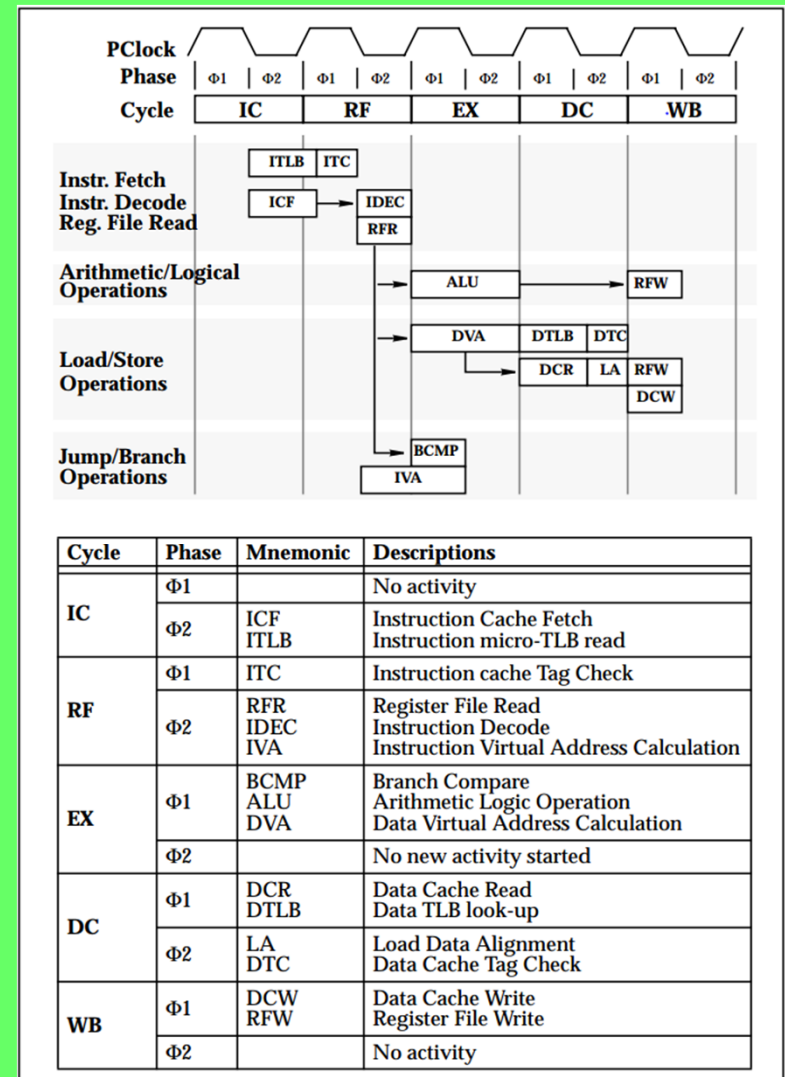 PClock
Phase Φ1 Φ2 Φ1 Φ2 Φ1 Φ2 Φ1 Φ2 Φ1 Φ2
Cycle IC RF EX DC WB
ITLB ITC
Instr. Fetch
Instr. Decode ICF IDEC
Reg. File Read RFR
Arithmetic/Logical
Operations ALU RFW
DVA DTLB DTC
Load/Store
Operations
DCR LA RFW
DCW
Jump/Branch
Operations
BCMP
IVA
Cycle Phase Mnemonic Descriptions
IC
Φ1 No activity
Φ2 ICF Instruction Cache Fetch
ITLB Instruction micro-TLB read
RF
Φ1 ITC Instruction cache Tag Check
Φ2 RFR Register File Read
IDEC Instruction Decode
IVA Instruction Virtual Address Calculation
EX
Φ1 BCMP Branch Compare
ALU Arithmetic Logic Operation
DVA Data Virtual Address Calculation
Φ2 No new activity started
DC
Φ1 DCR Data Cache Read
DTLB Data TLB look-up
Φ2 LA Load Data Alignment
DTC Data Cache Tag Check
WB
Φ1 DCW Data Cache Write
RFW Register File Write
Φ2 No activity